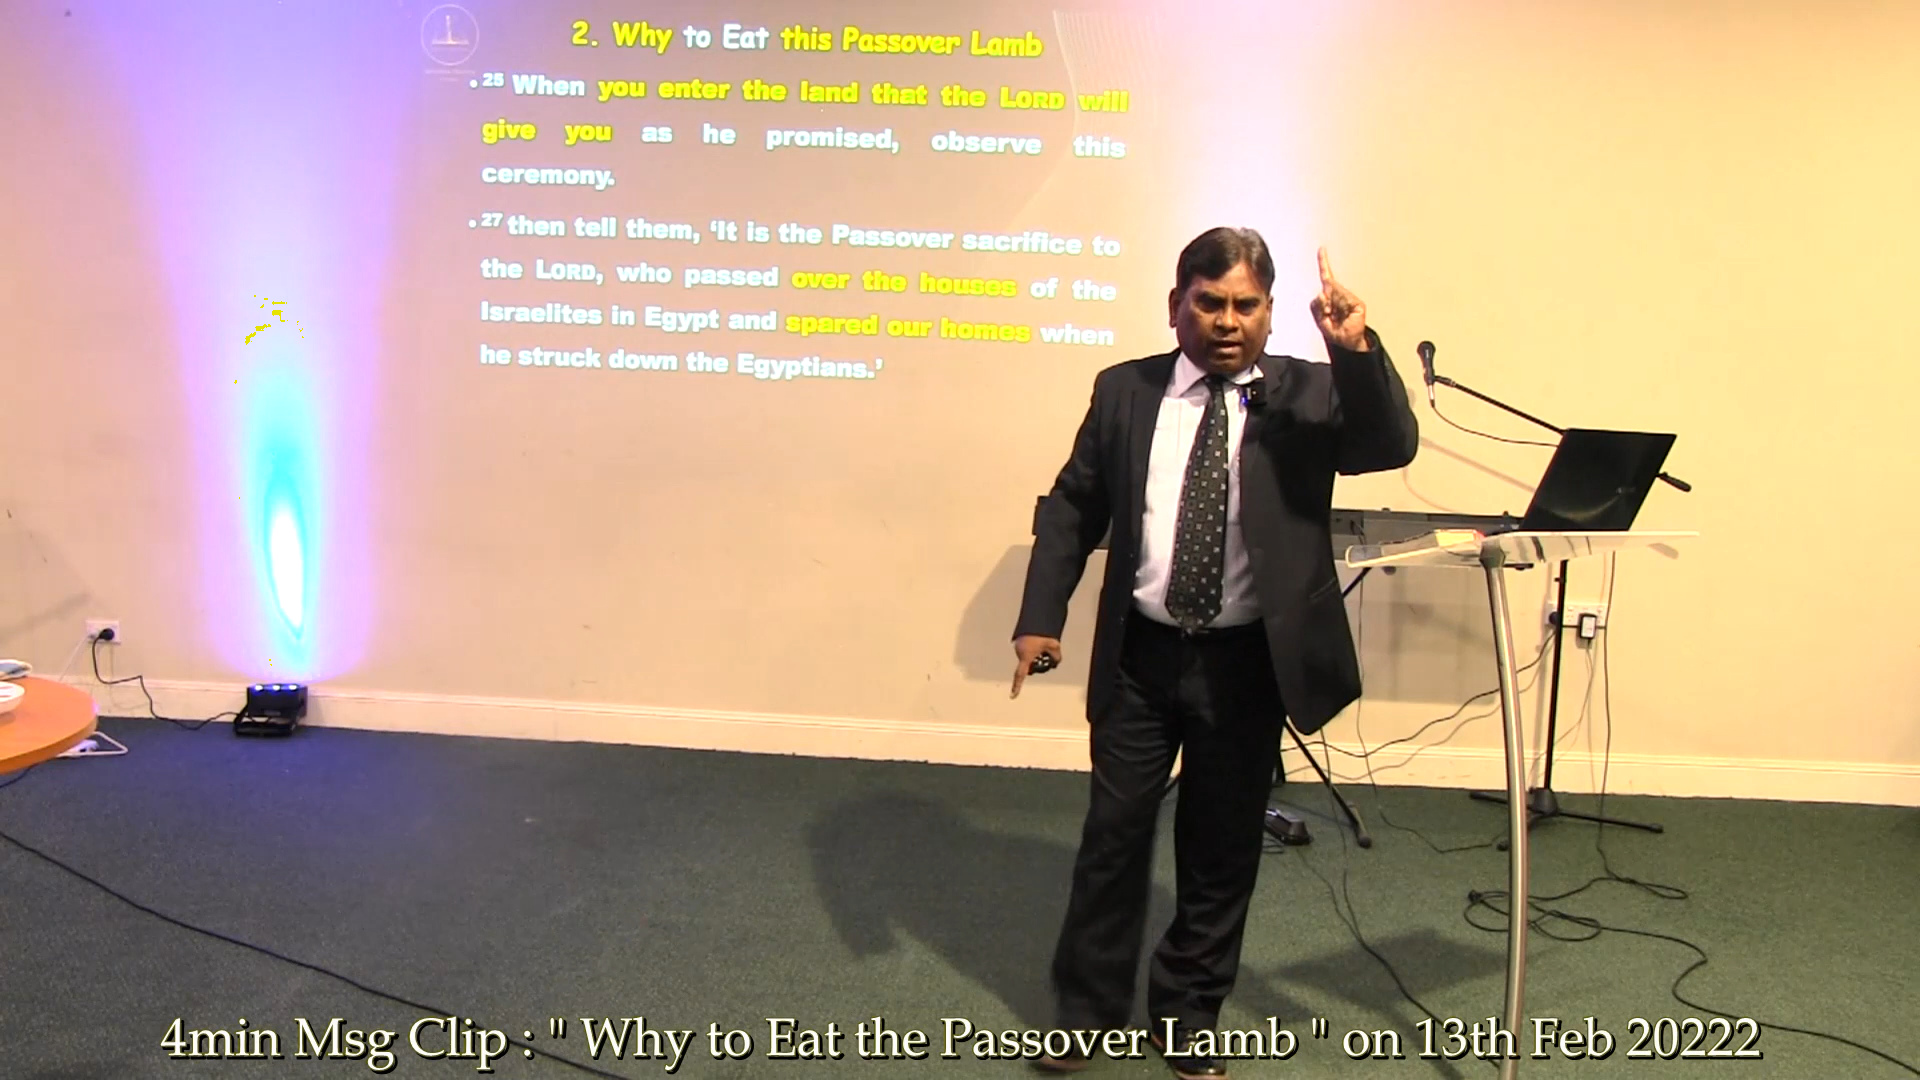 2. Why to Eat this Passover Lamb
• 25 When you enter the land that the LORD will
give you as he promised, observe this
ceremony.
• 27 then tell them, ‘It is the Passover sacrifice to
the LORD, who passed over the houses of the
Israelites in Egypt and spared our homes when
he struck down the Egyptians.’
4min Msg Clip : " Why to Eat the Passover Lamb " on 13th Feb 20222